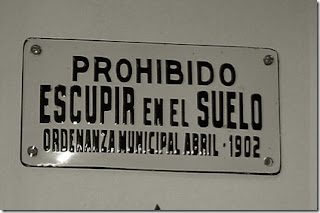 PROHIBIDO
ESCUPIR EN EL SUELO
ORDENANZA MUNICIPAL ABRIL - 1902